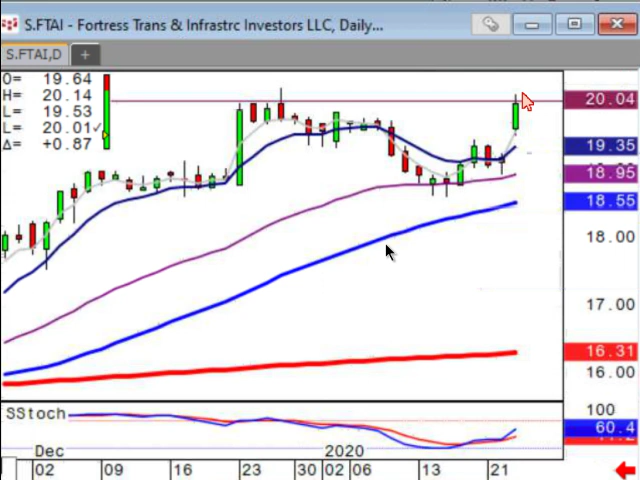 S.FTAI - Fortress Trans & Infrastrc Investors LLC, Daily...
S.FTAI,D +
O= 19.64
H= 20.14
L= 19.53
L= 20.01✓
Δ= +0.87
20.04
19.35
18.95
18.55
18.00
17.00
16.31
16.00
SStoch
100
60.4
Dec 2020
02 09 16 23 30 02 06 13 21